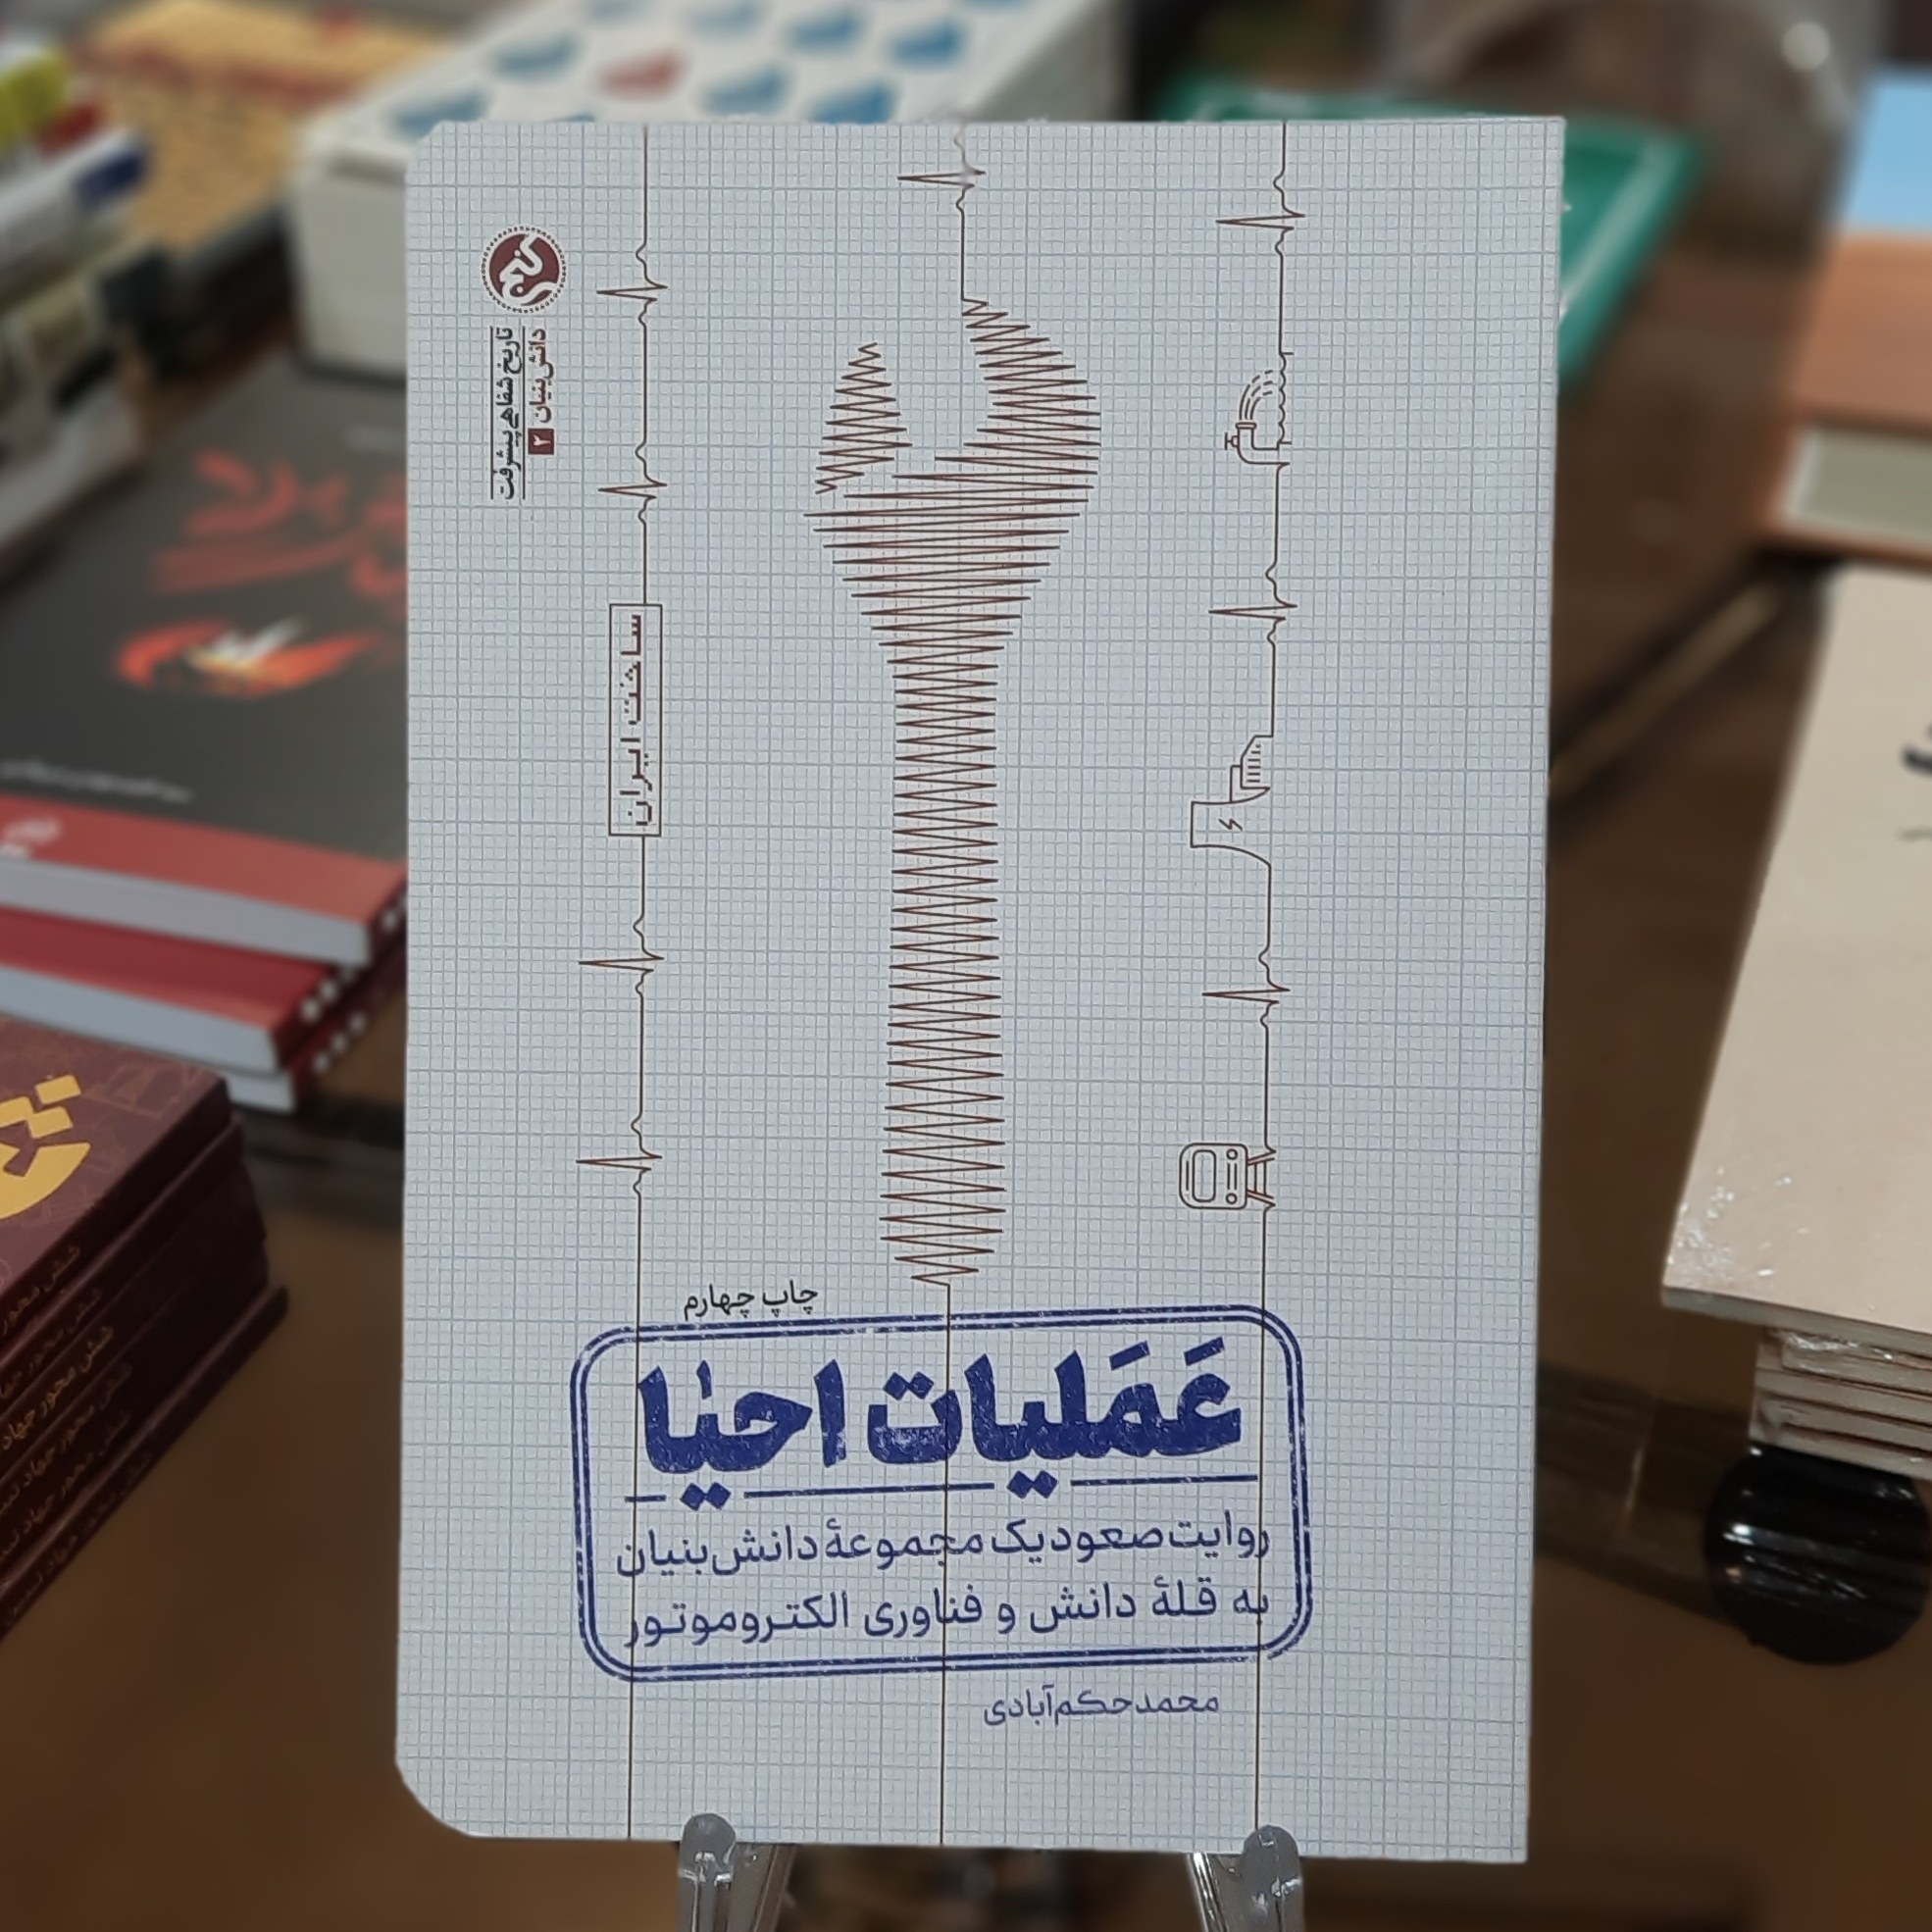 تاریخ شفاهی پیشرفت
دانش‌بنیان ۲
ساخت ایران
چاپ چهارم
عَمَلیات احیا
روایت صعود یک مجموعهٔ دانش‌بنیان
به قلهٔ دانش و فناوری الکتروموتور
محمد حکم‌آبادی